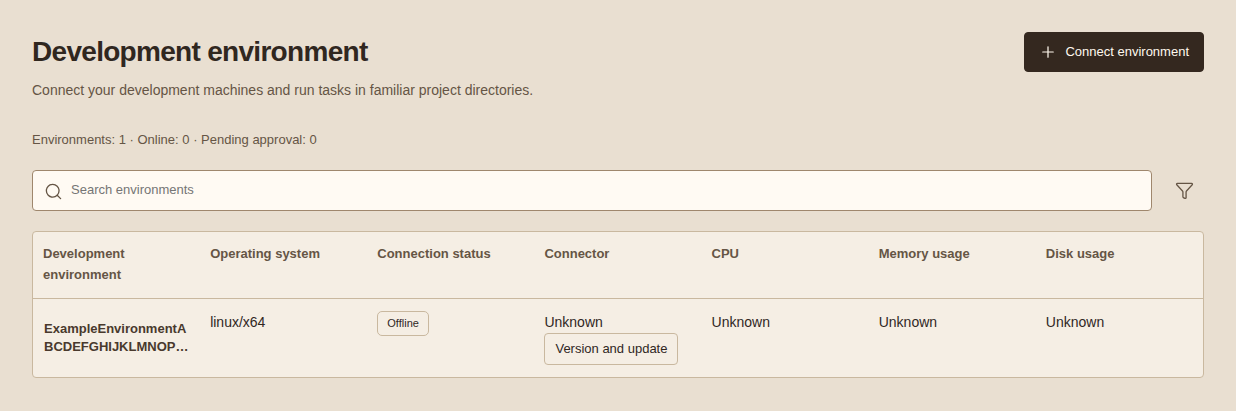 Development environment
Connect environment
Connect your development machines and run tasks in familiar project directories.
Environments: 1 · Online: 0 · Pending approval: 0
Search environments
Development environment
Operating system
Connection status
Connector
CPU
Memory usage
Disk usage
ExampleEnvironmentA
BCDEFGHIJKLMNOP…
linux/x64
Offline
Unknown
Version and update
Unknown
Unknown
Unknown